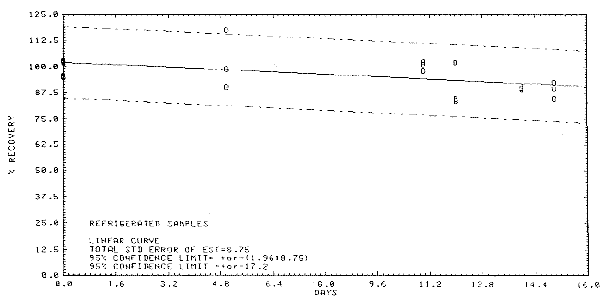 125.0
112.5
100.0
87.5
75.0
62.5
50.0
37.5
25.0
12.5
0.0
% RECOVERY
REFRIGERATED SAMPLES
LINEAR CURVE
TOTAL STD ERROR OF EST=8.75
95% CONFIDENCE LIMIT= +or-(1.96*8.75)
95% CONFIDENCE LIMIT =+or-17.2
0.0 1.6 3.2 4.8 6.4 8.0 9.6 11.2 12.8 14.4 16.0
DAYS